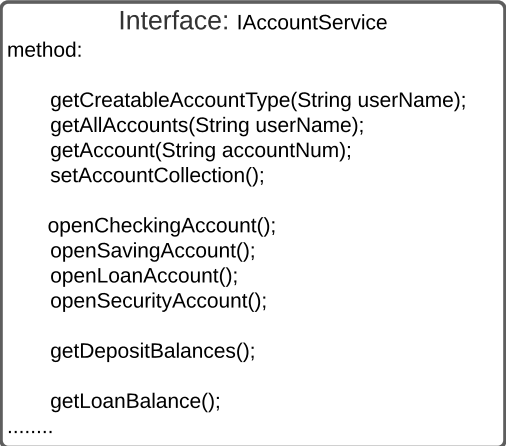 Interface: IAccountService
method:
getCreatableAccountType(String userName);
getAllAccounts(String userName);
getAccount(String accountNum);
setAccountCollection();
openCheckingAccount();
openSavingAccount();
openLoanAccount();
openSecurityAccount();
getDepositBalances();
getLoanBalance();
........